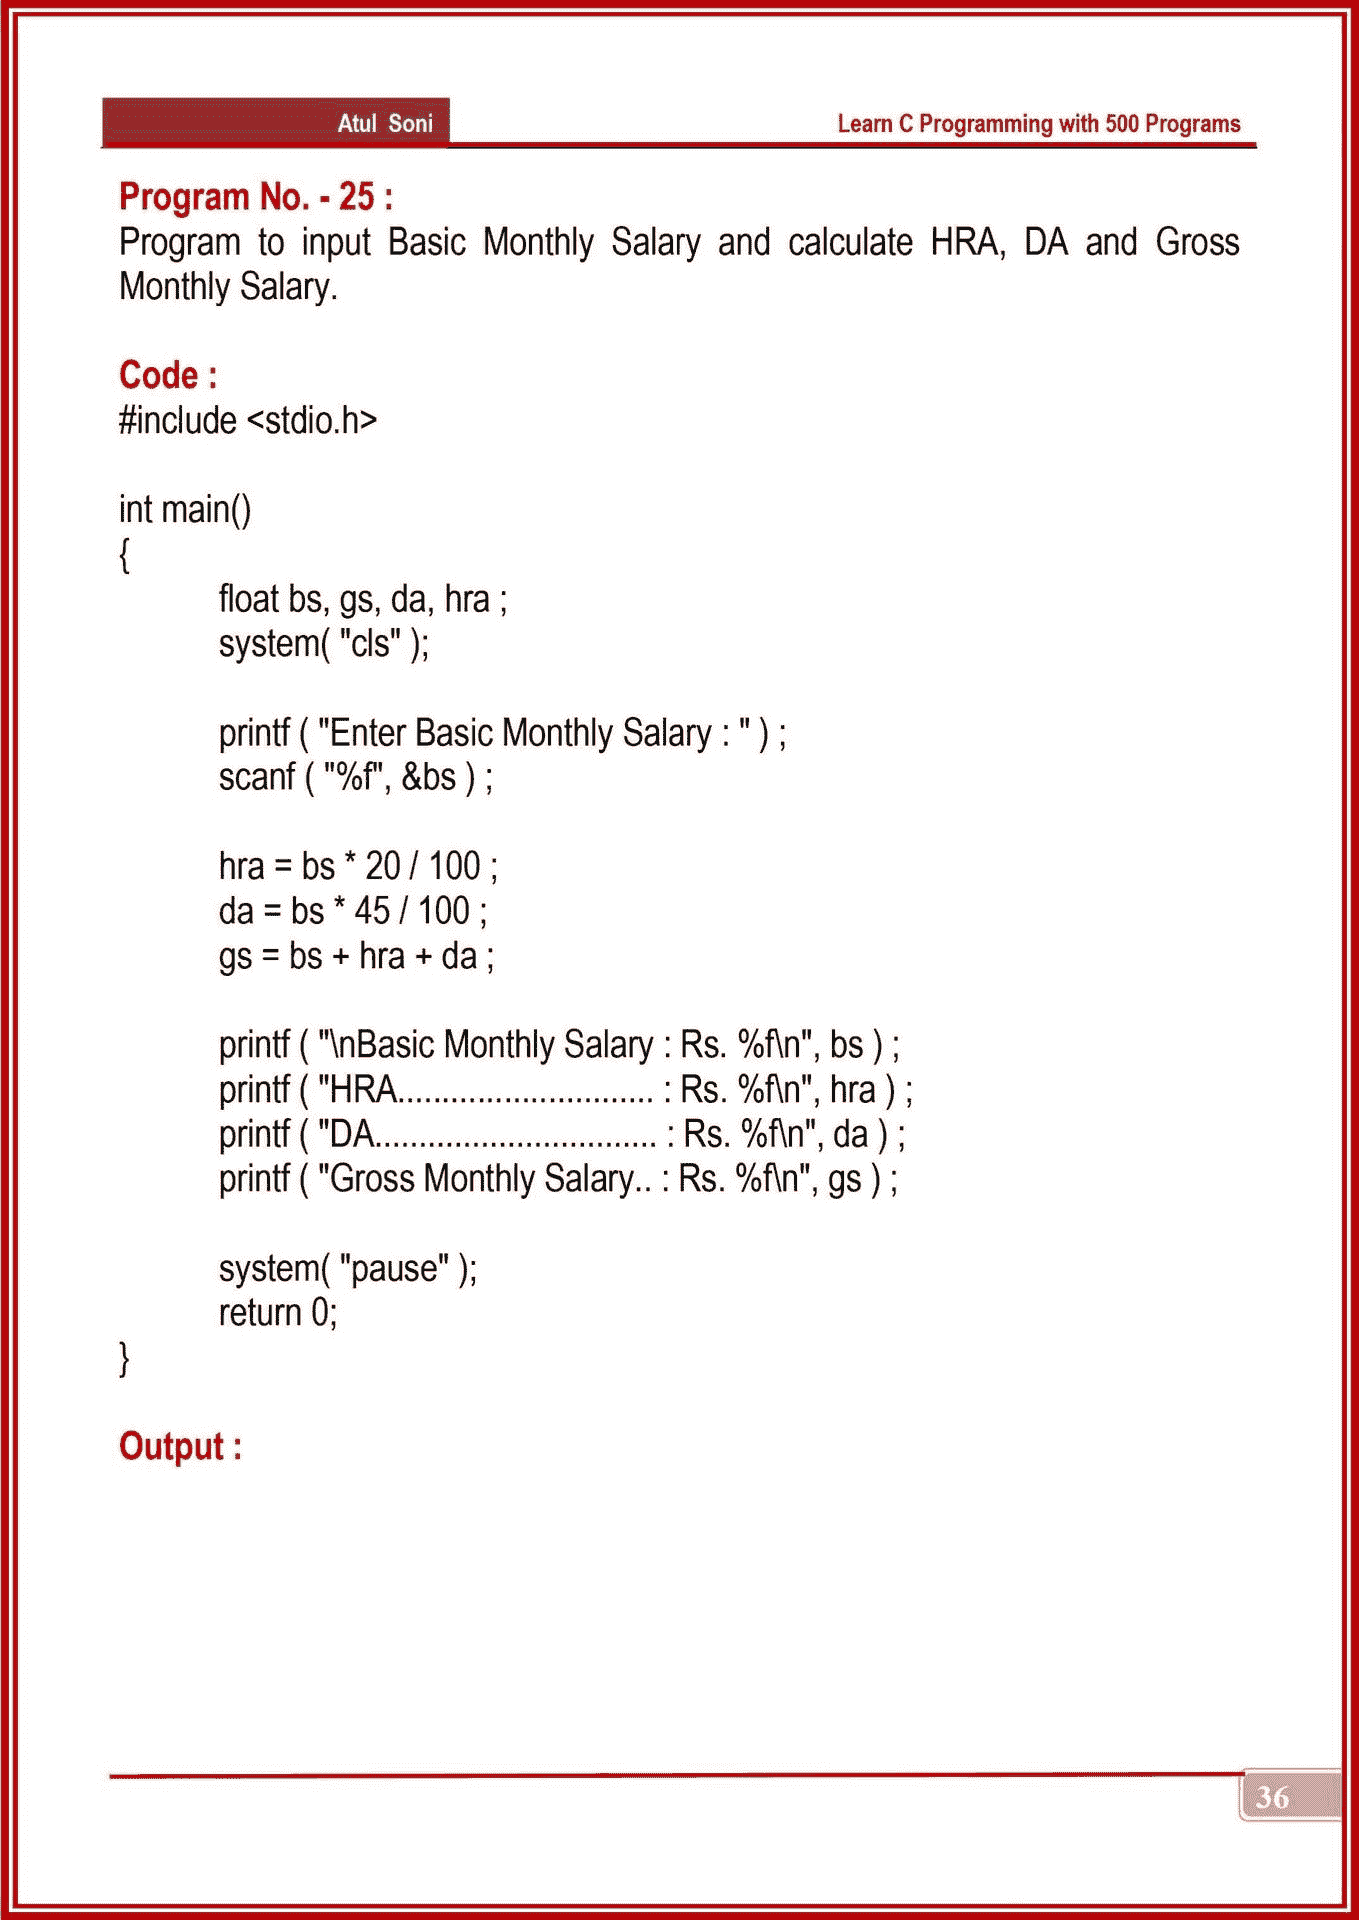 Atul  Soni
Learn C Programming with 500 Programs
Program No. - 25 :
Program to input Basic Monthly Salary and calculate HRA, DA and Gross
Monthly Salary.
Code :
#include <stdio.h>
int main()
{
float bs, gs, da, hra ;
system( "cls" );
printf ( "Enter Basic Monthly Salary : " ) ;
scanf ( "%f", &bs ) ;
hra = bs * 20 / 100 ;
da = bs * 45 / 100 ;
gs = bs + hra + da ;
printf ( "\nBasic Monthly Salary : Rs. %f\n", bs ) ;
printf ( "HRA............................. : Rs. %f\n", hra ) ;
printf ( "DA................................ : Rs. %f\n", da ) ;
printf ( "Gross Monthly Salary.. : Rs. %f\n", gs ) ;
system( "pause" );
return 0;
}
Output :
36